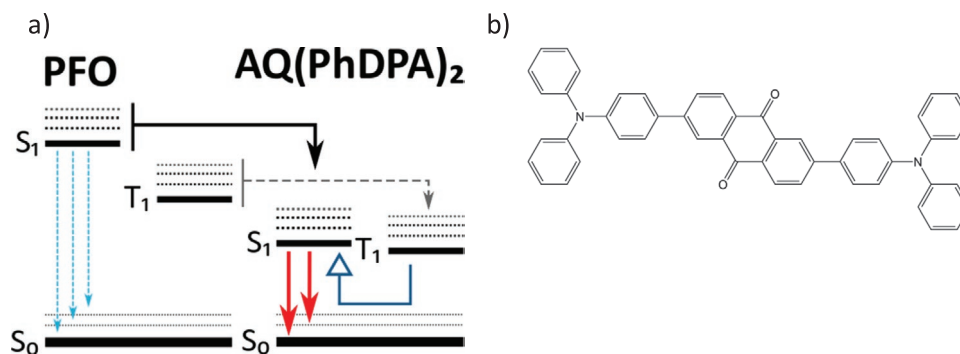 a)
PFO
AQ(PhDPA)₂
S₁
T₁
S₁
T₁
S₀
S₀
b)
N
O
O
N